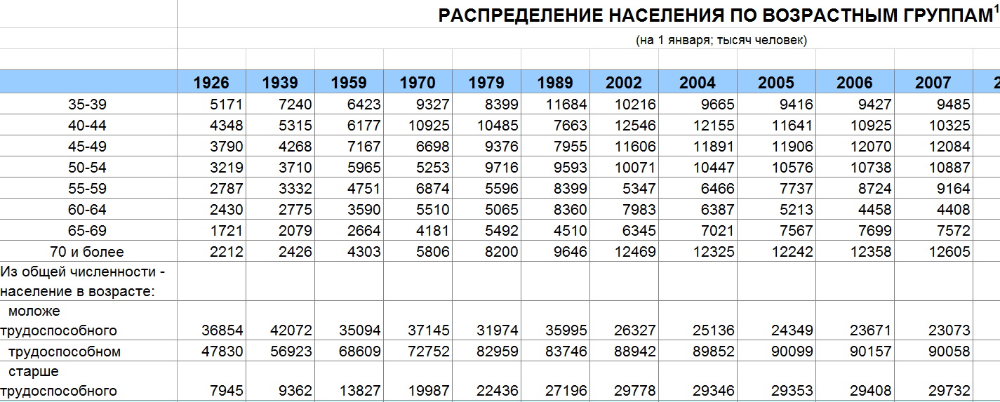 РАСПРЕДЕЛЕНИЕ НАСЕЛЕНИЯ ПО ВОЗРАСТНЫМ ГРУППАМ1
(на 1 января; тысяч человек)
1926 1939 1959 1970 1979 1989 2002 2004 2005 2006 2007 2
35-39 5171 7240 6423 9327 8399 11684 10216 9665 9416 9427 9485
40-44 4348 5315 6177 10925 10485 7663 12546 12155 11641 10925 10325
45-49 3790 4268 7167 6698 9376 7955 11606 11891 11906 12070 12084
50-54 3219 3710 5965 5253 9716 9593 10071 10447 10576 10738 10887
55-59 2787 3332 4751 6874 5596 8399 5347 6466 7737 8724 9164
60-64 2430 2775 3590 5510 5065 8360 7983 6387 5213 4458 4408
65-69 1721 2079 2664 4181 5492 4510 6345 7021 7567 7699 7572
70 и более 2212 2426 4303 5806 8200 9646 12469 12325 12242 12358 12605
Из общей численности -
население в возрасте:
моложе
трудоспособного 36854 42072 35094 37145 31974 35995 26327 25136 24349 23671 23073
трудоспособном 47830 56923 68609 72752 82959 83746 88942 89852 90099 90157 90058
старше
трудоспособного 7945 9362 13827 19987 22436 27196 29778 29346 29353 29408 29732